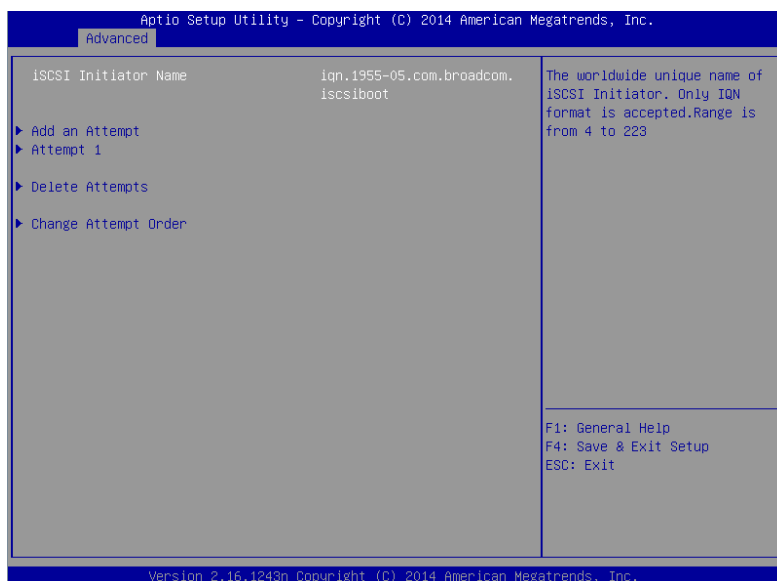 Aptio Setup Utility – Copyright (C) 2014 American Megatrends, Inc.
Advanced
iSCSI Initiator Name
iqn.1955-05.com.broadcom.
iscsiboot
Add an Attempt
Attempt 1
Delete Attempts
Change Attempt Order
The worldwide unique name of
iSCSI Initiator. Only IQN
format is accepted.Range is
from 4 to 223
F1: General Help
F4: Save & Exit Setup
ESC: Exit
Version 2.16.1243n Copyright (C) 2014 American Megatrends, Inc.